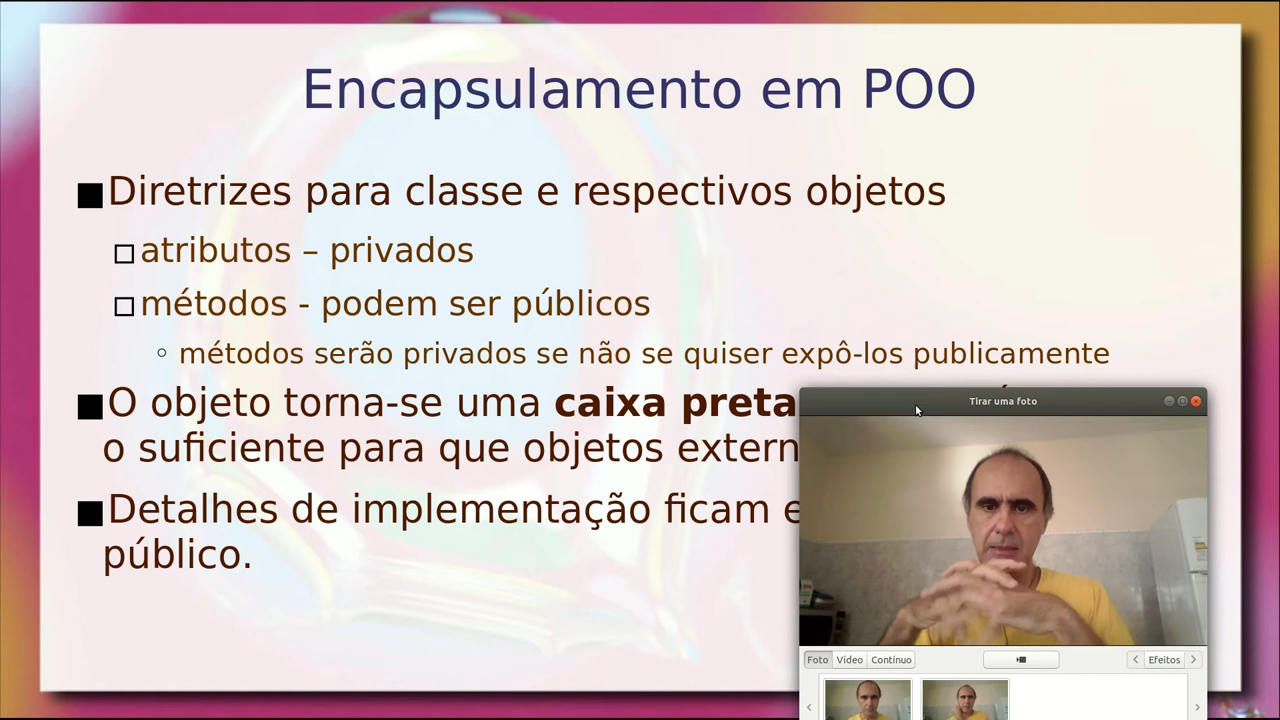 Encapsulamento em POO
Diretrizes para classe e respectivos objetos
atributos – privados
métodos - podem ser públicos
métodos serão privados se não se quiser expô-los publicamente
O objeto torna-se uma caixa preta
o suficiente para que objetos extern
Detalhes de implementação ficam e
público.
Tirar uma foto
Foto Vídeo Contínuo Efeitos